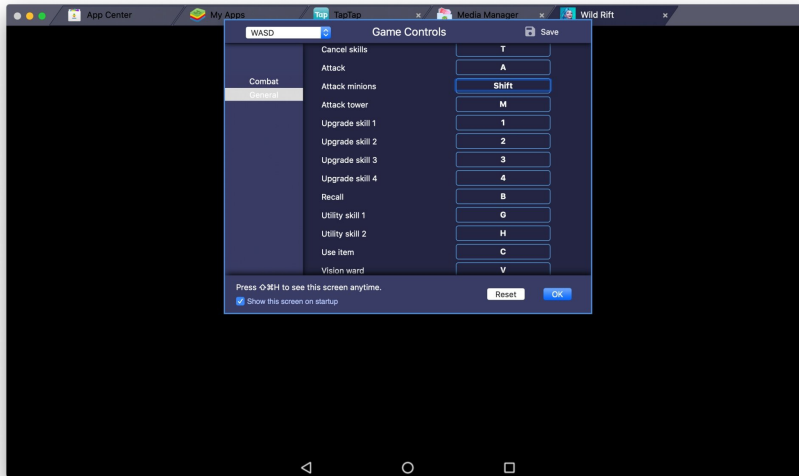 App Center
My Apps
Tap TapTap x
Media Manager x
Wild Rift x
WASD
Game Controls
Save
Combat
General
Cancel skills T
Attack A
Attack minions Shift
Attack tower M
Upgrade skill 1 1
Upgrade skill 2 2
Upgrade skill 3 3
Upgrade skill 4 4
Recall B
Utility skill 1 G
Utility skill 2 H
Use item C
Vision ward V
Press ⇧⌘H to see this screen anytime.
Show this screen on startup
Reset
OK